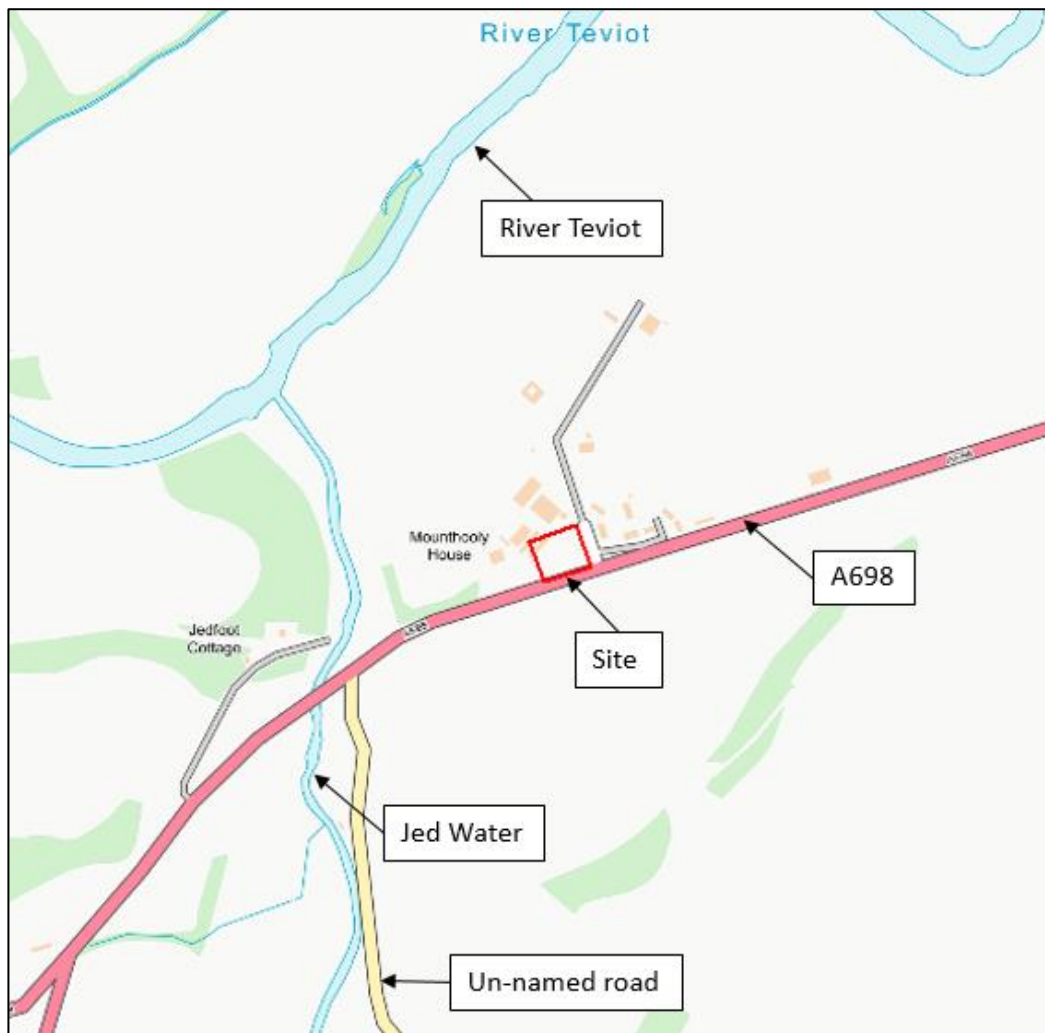 River Teviot
River Teviot
Mounthooly
House
A698
Jedfoot
Cottage
Site
Jed Water
Un-named road